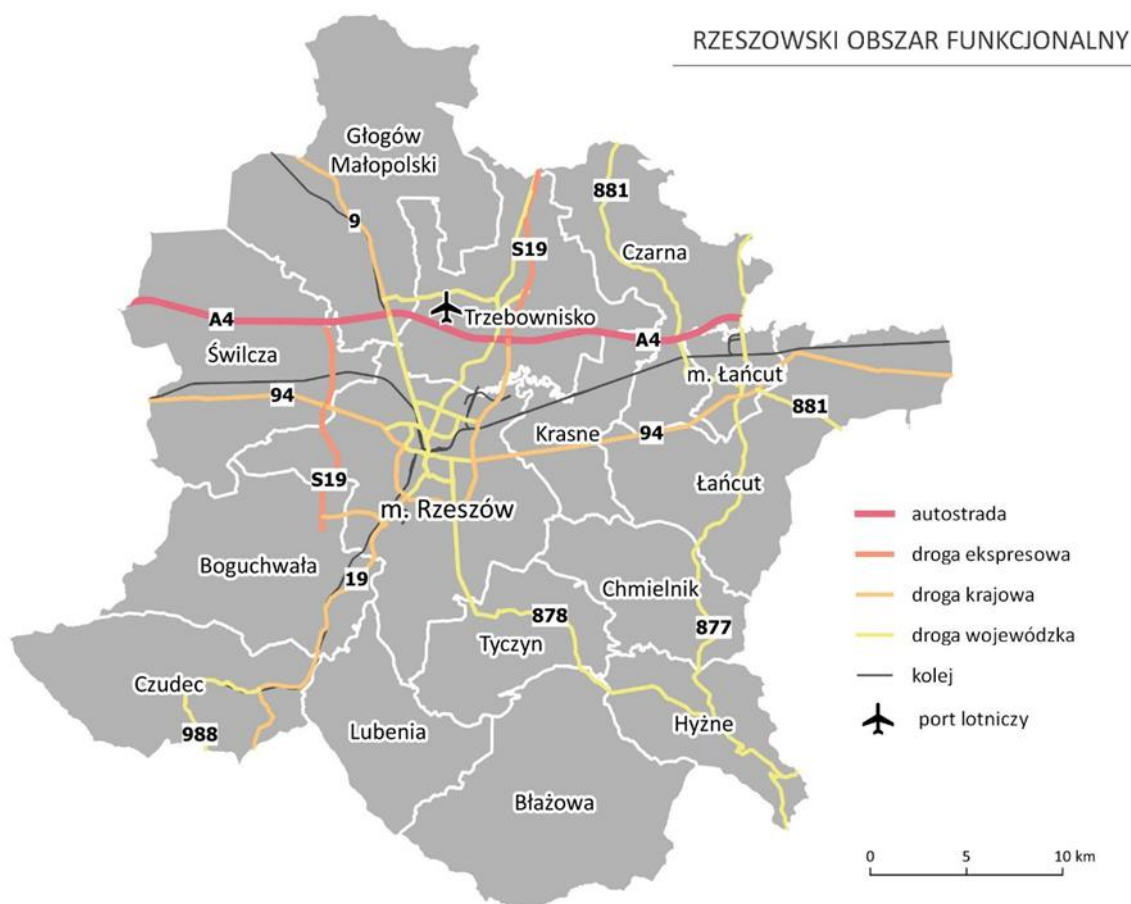 RZESZOWSKI OBSZAR FUNKCJONALNY
Głogów
Małopolski
881
9
S19
Czarna
Trzebownisko
A4
A4
Świlcza
m. Łańcut
94
881
Krasne
94
S19
Łańcut
m. Rzeszów
autostrada
droga ekspresowa
Boguchwała
19
Chmielnik
droga krajowa
878
877
droga wojewódzka
Tyczyn
kolej
Czudec
port lotniczy
988
Lubenia
Hyżne
Błażowa
0 5 10 km